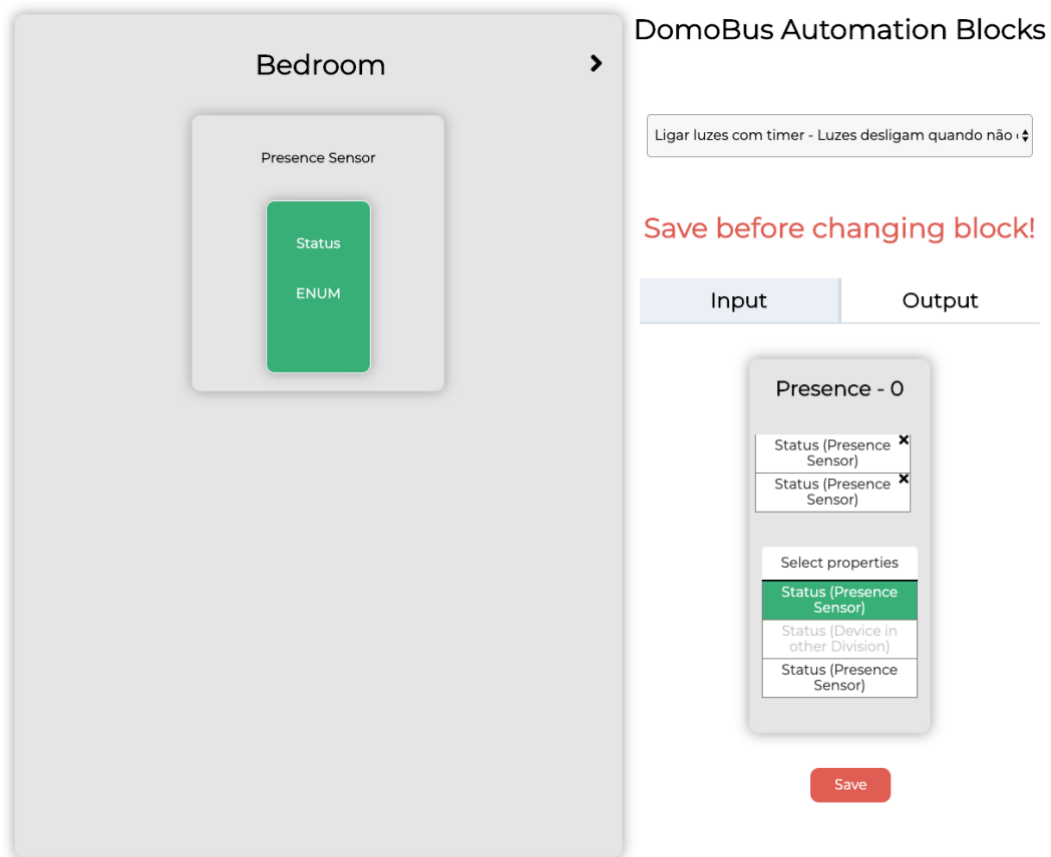 Bedroom
Presence Sensor
Status
ENUM
DomoBus Automation Blocks
Ligar luzes com timer - Luzes desligam quando não
Save before changing block!
Input
Output
Presence - 0
Status (Presence
Sensor)
Status (Presence
Sensor)
Select properties
Status (Presence
Sensor)
Status (Device in
other Division)
Status (Presence
Sensor)
Save